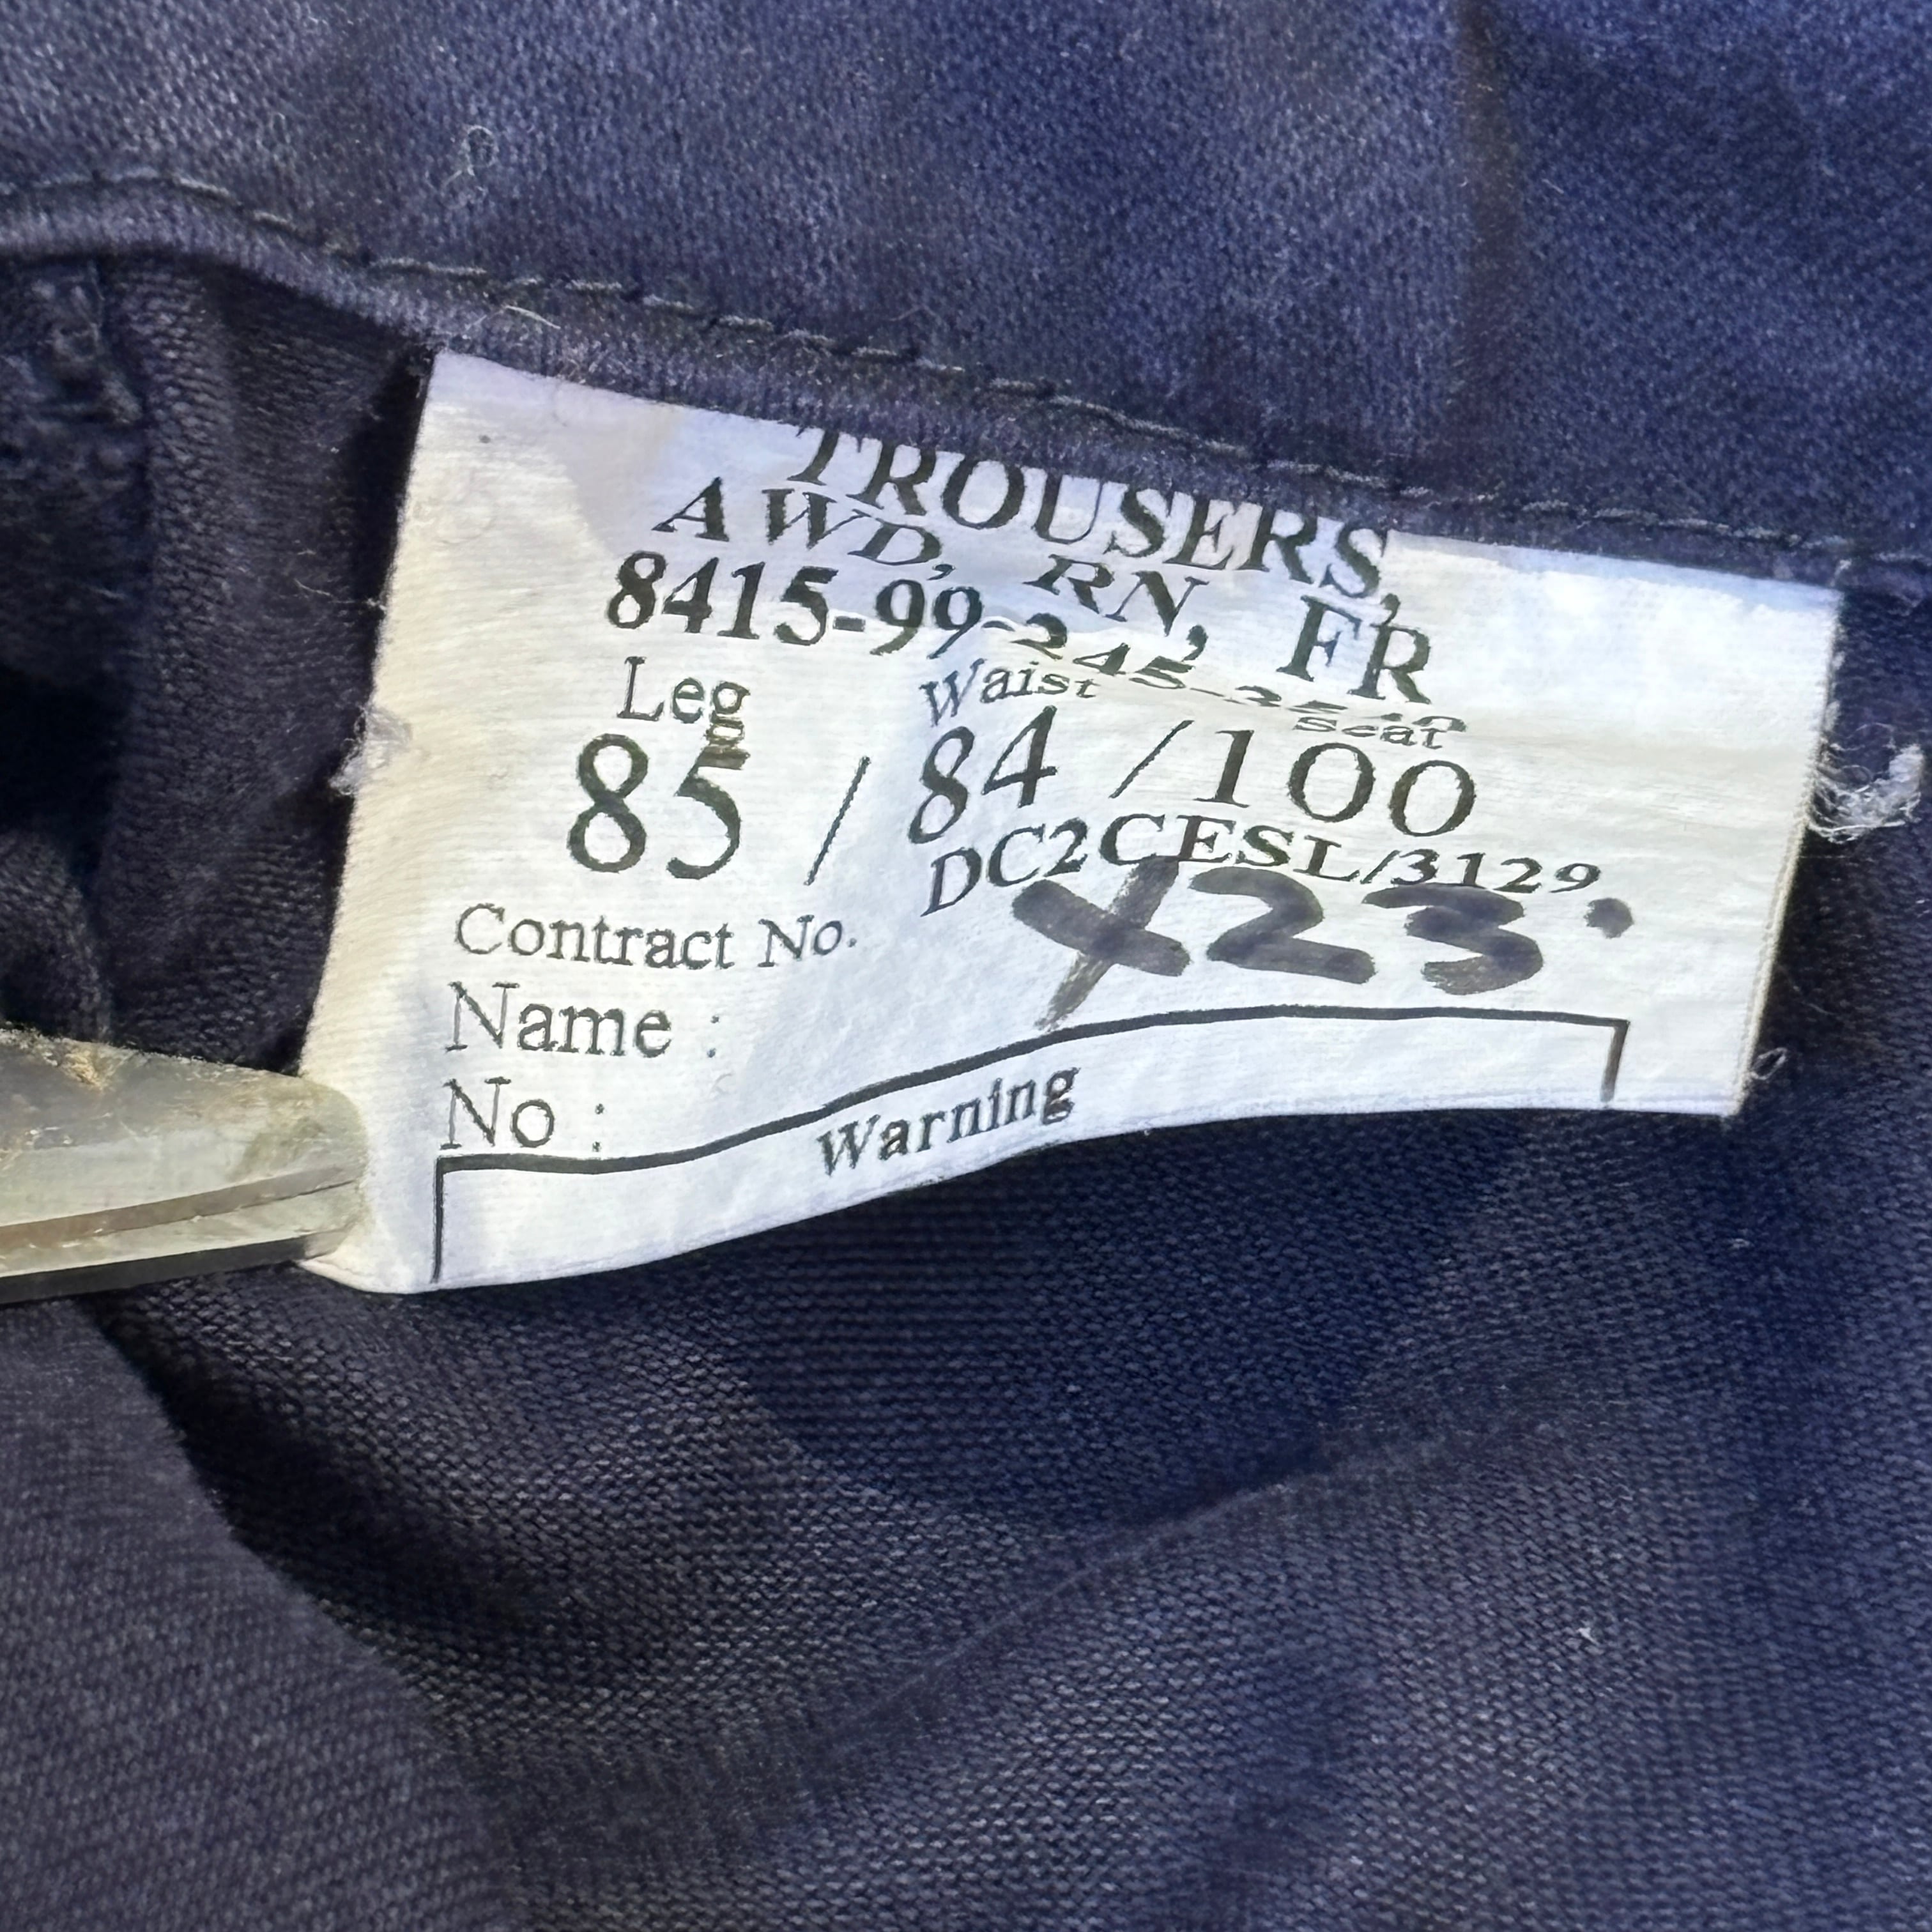 TROUSERS,
AWD, RN, FR
8415-99-245-
Leg Waist Seat
85 / 84 / 100
Contract No. DC2CESL/3129
Name : X23.
No :
Warning